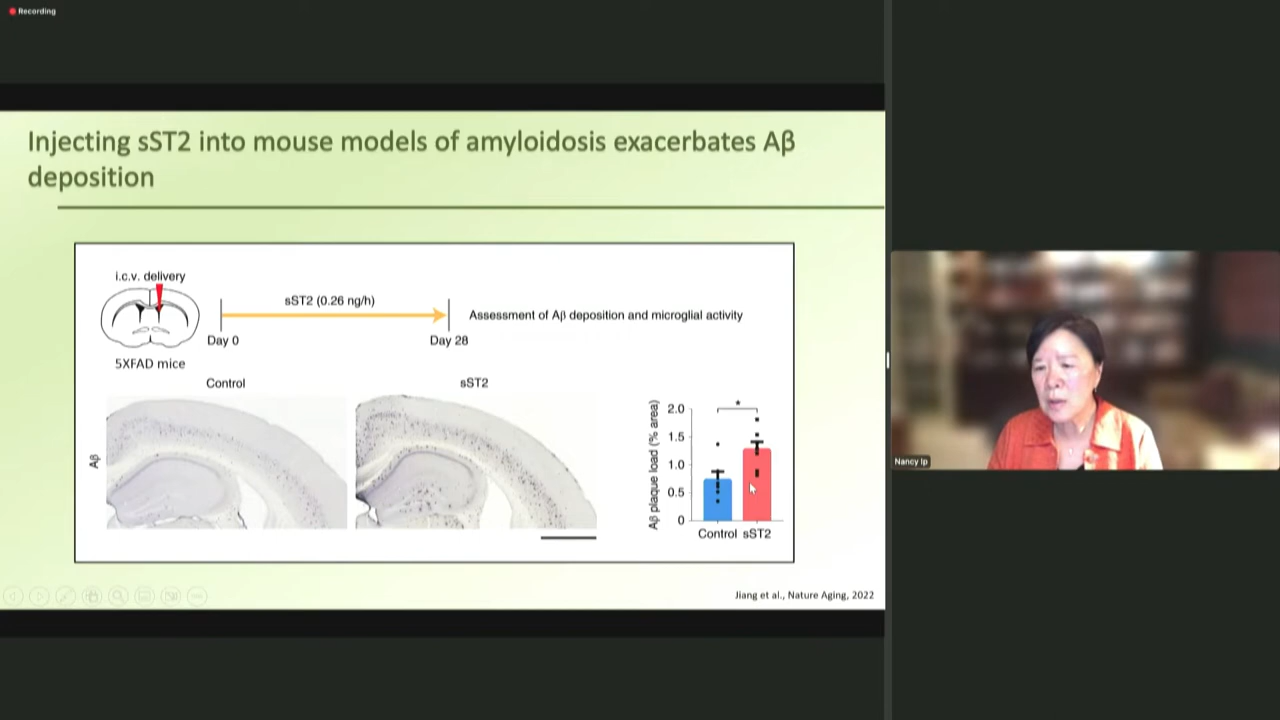 Recording
Injecting sST2 into mouse models of amyloidosis exacerbates Aβ
deposition
i.c.v. delivery
sST2 (0.26 ng/h)
Assessment of Aβ deposition and microglial activity
Day 0
Day 28
5XFAD mice
Control
sST2
Aβ
Aβ plaque load (% area)
*
2.0
1.5
1.0
0.5
0
Control sST2
Jiang et al., Nature Aging, 2022
Nancy Ip